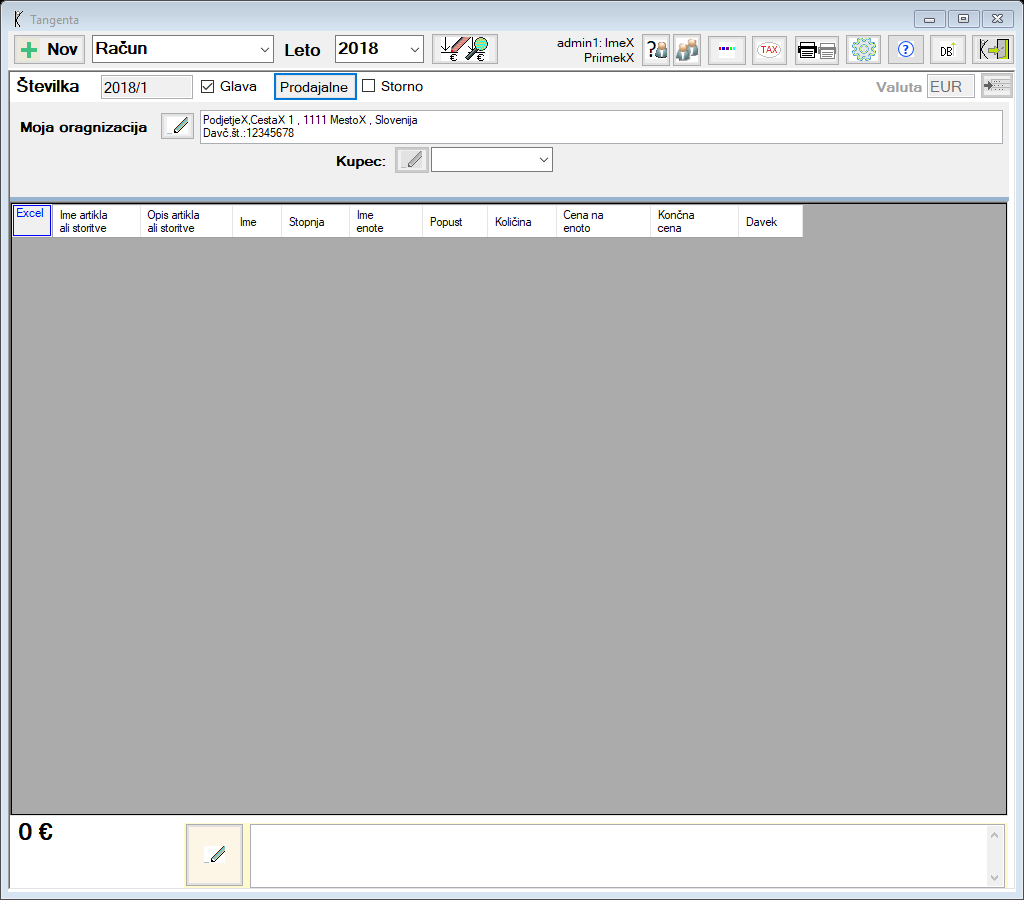 Tangenta
Nov Račun Leto 2018 admin1: ImeX
PriimekX
TAX
?
DB
Številka 2018/1 Glava Prodajalne Storno Valuta EUR
Moja oragnizacija PodjetjeX,CestaX 1 , 1111 MestoX , Slovenija
Davč.št.:12345678
Kupec:
Excel Ime artikla ali storitve Opis artikla ali storitve Ime Stopnja Ime enote Popust Količina Cena na enoto Končna cena Davek
0 €